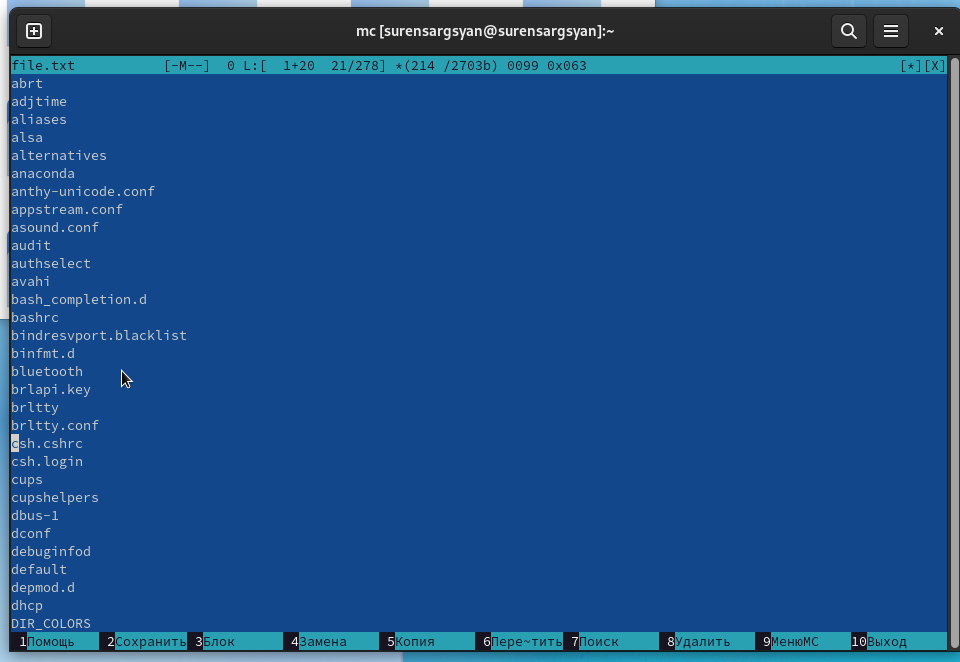 mc [surensargsyan@surensargsyan]:~
file.txt [-M--] 0 L:[ 1+20 21/278] *(214 /2703b) 0099 0x063 [*][X]
abrt
adjtime
aliases
alsa
alternatives
anaconda
anthy-unicode.conf
appstream.conf
asound.conf
audit
authselect
avahi
bash_completion.d
bashrc
bindresvport.blacklist
binfmt.d
bluetooth
brlapi.key
brltty
brltty.conf
csh.cshrc
csh.login
cups
cupshelpers
dbus-1
dconf
debuginfod
default
depmod.d
dhcp
DIR_COLORS
1Помощь 2Сохранить 3Блок 4Замена 5Копия 6Пере~тить 7Поиск 8Удалить 9МенюMC 10Выход